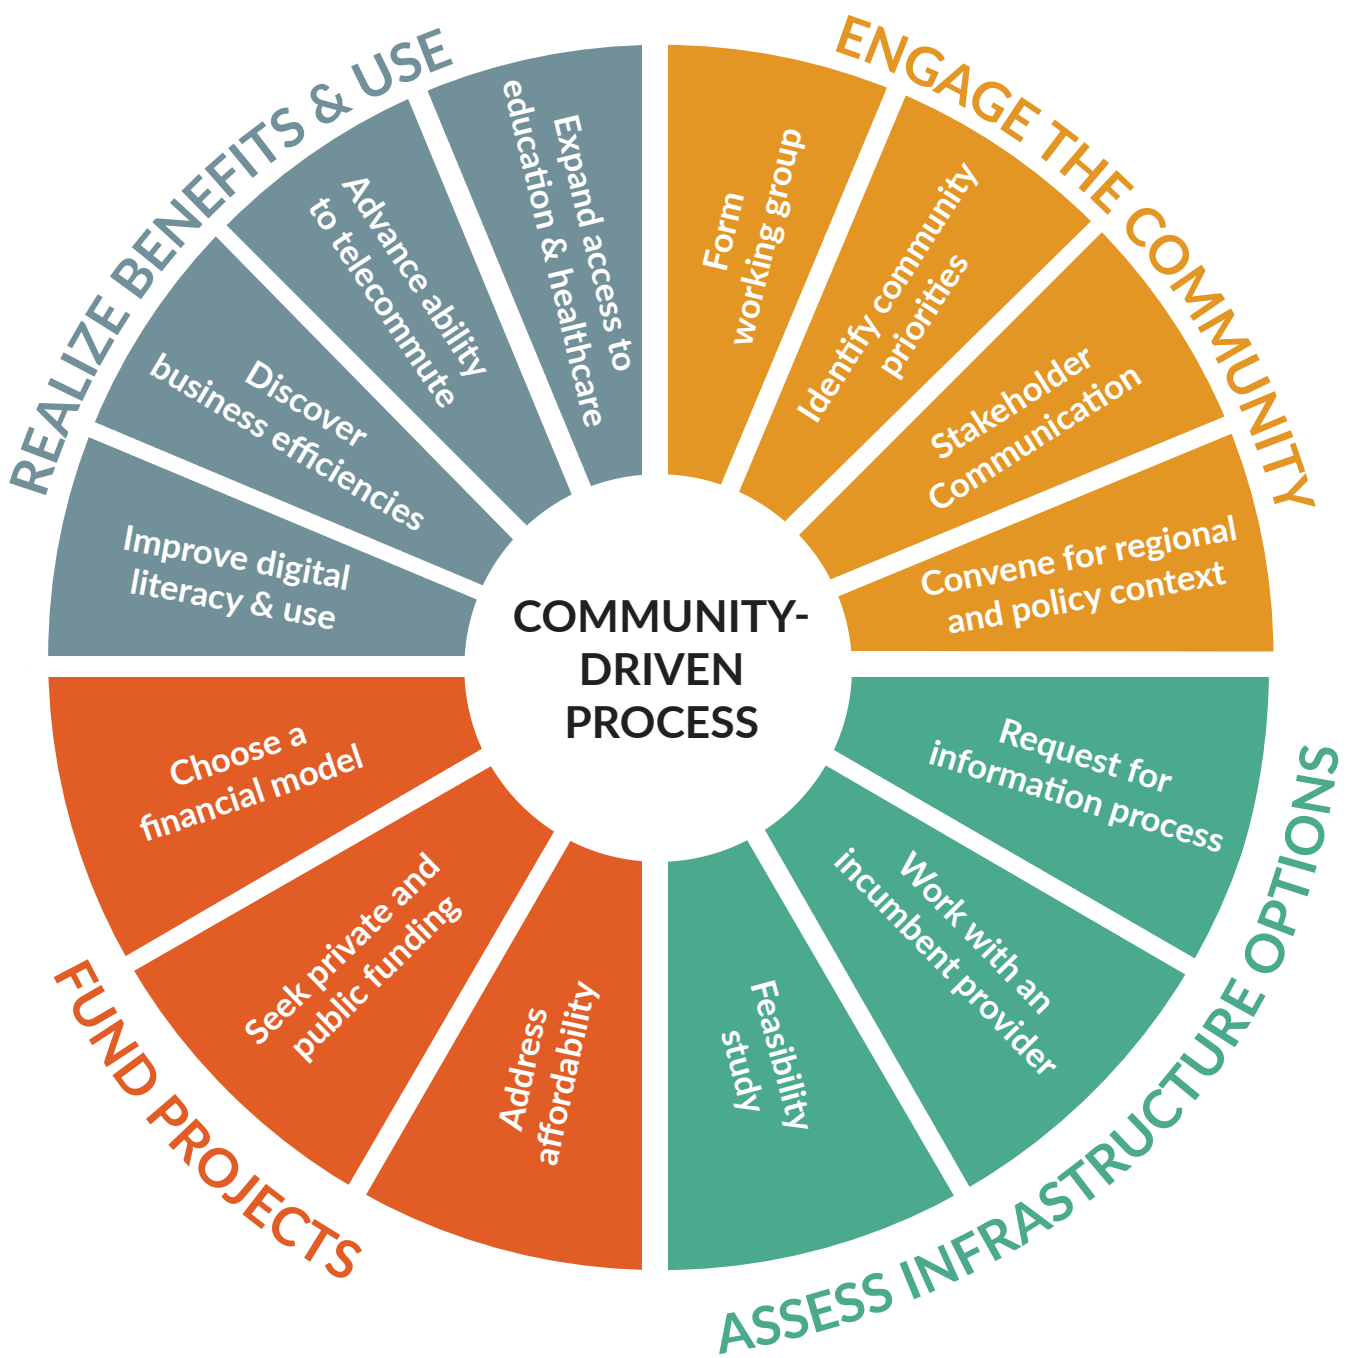 COMMUNITY-
DRIVEN
PROCESS
ENGAGE THE COMMUNITY
Form
working group
Identify community
priorities
Stakeholder
Communication
Convene for regional
and policy context
ASSESS INFRASTRUCTURE OPTIONS
Request for
information process
Work with an
incumbent provider
Feasibility
study
FUND PROJECTS
Address
affordability
Seek private and
public funding
Choose a
financial model
REALIZE BENEFITS & USE
Improve digital
literacy & use
Discover
business efficiencies
Advance ability
to telecommute
Expand access to
education & healthcare